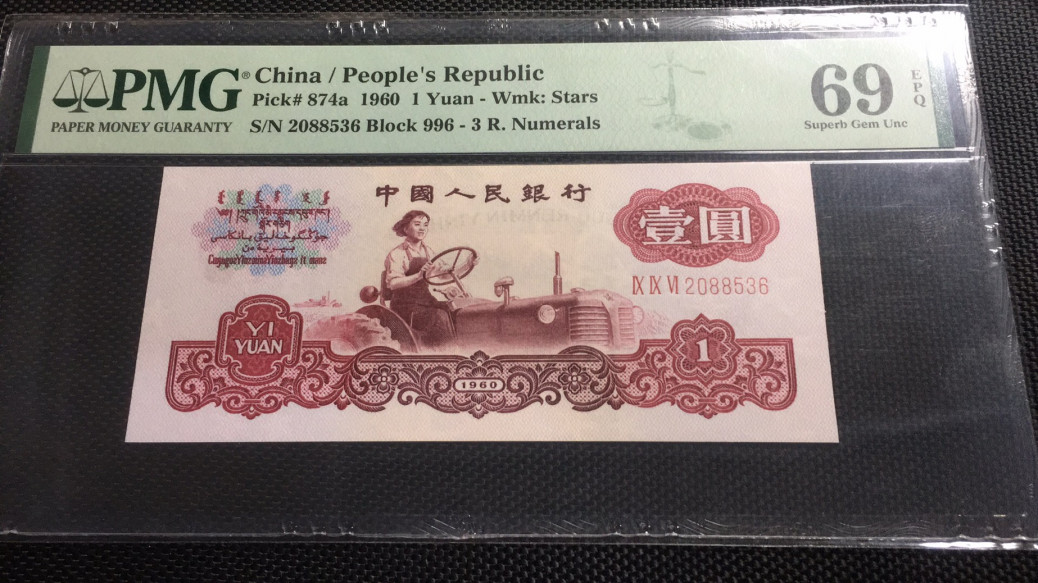 PMG® China / People's Republic
Pick# 874a 1960 1 Yuan - Wmk: Stars
PAPER MONEY GUARANTY S/N 2088536 Block 996 - 3 R. Numerals
69 EPQ
Superb Gem Unc
中國人民銀行
壹圓
Ⅸ Ⅸ Ⅵ 2088536
YI
YUAN
1
1960